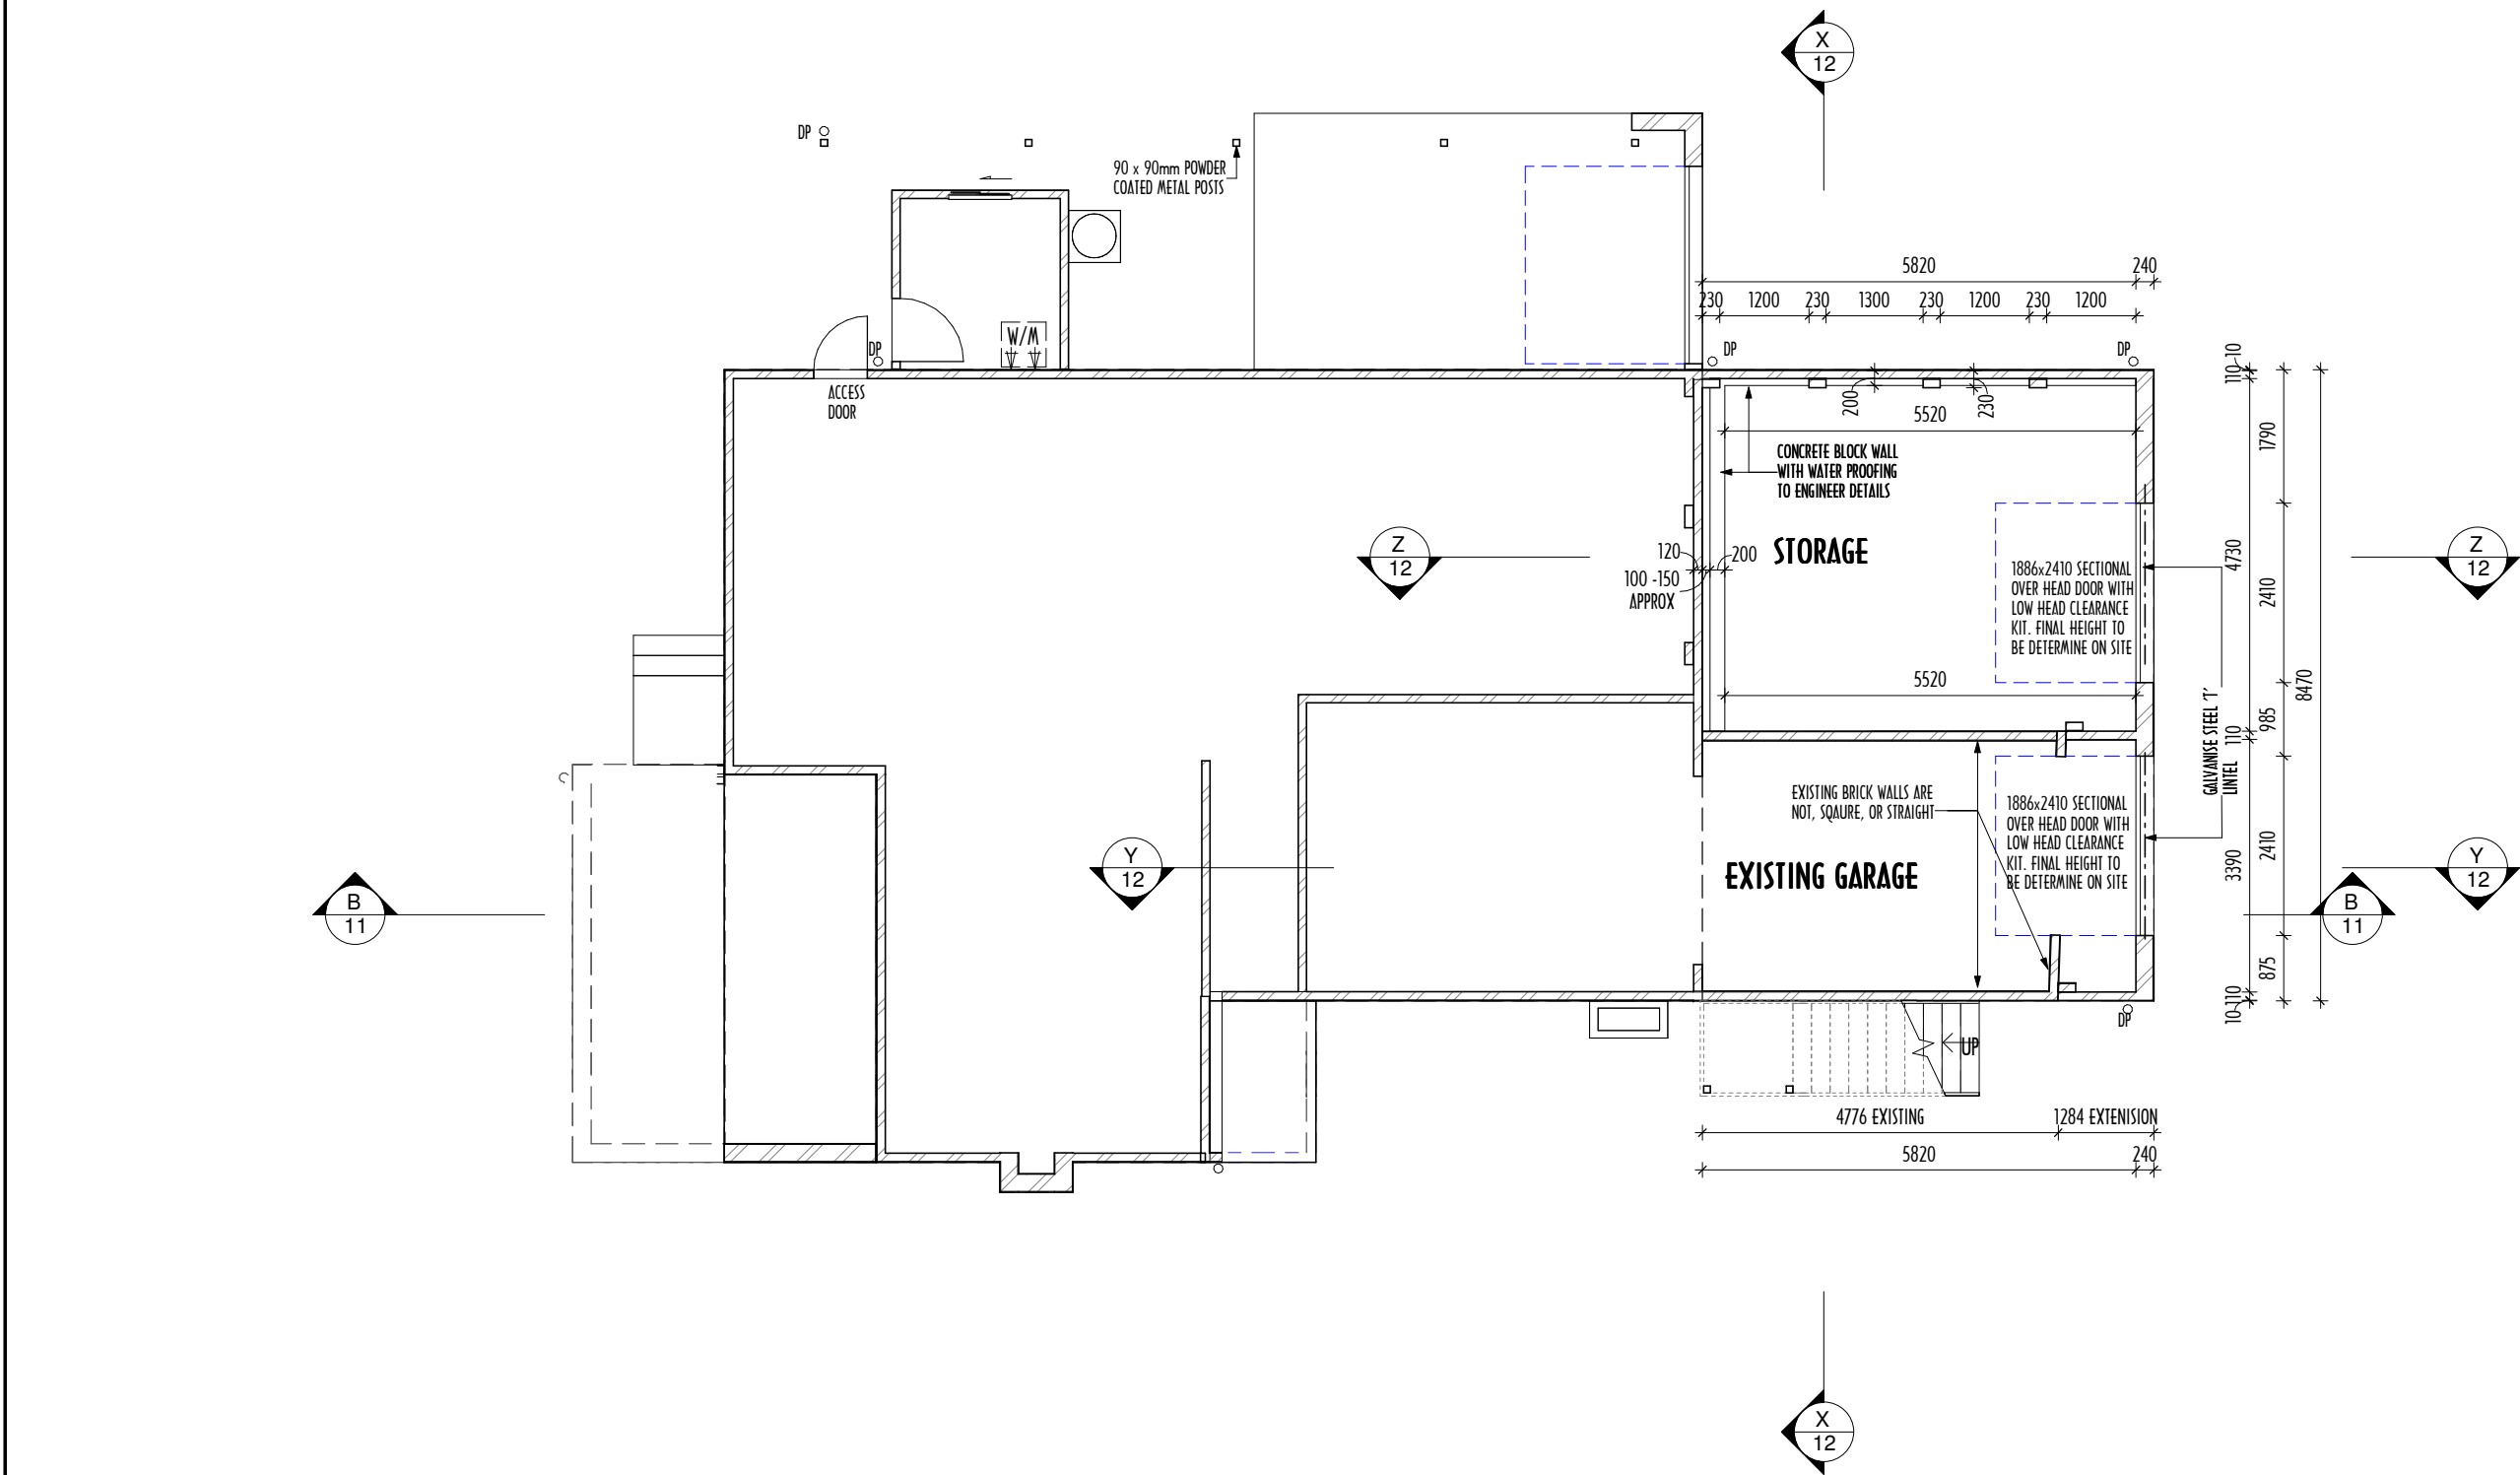 X
12
DP
90 x 90mm POWDER
COATED METAL POSTS
5820 240
230 1200 230 1300 230 1200 230 1200
W/M
DP
DP
DP
ACCESS
DOOR
10
110
200
230
5520
1790
CONCRETE BLOCK WALL
WITH WATER PROOFING
TO ENGINEER DETAILS
Z
12
120
200
100 -150
APPROX
STORAGE
1886x2410 SECTIONAL
OVER HEAD DOOR WITH
LOW HEAD CLEARANCE
KIT. FINAL HEIGHT TO
BE DETERMINE ON SITE
4730
2410
Z
12
5520
8470
GALVANISE STEEL 'T'
LINTEL
110
985
EXISTING BRICK WALLS ARE
NOT, SQAURE, OR STRAIGHT
1886x2410 SECTIONAL
OVER HEAD DOOR WITH
LOW HEAD CLEARANCE
KIT. FINAL HEIGHT TO
BE DETERMINE ON SITE
Y
12
EXISTING GARAGE
3390
2410
Y
12
B
11
B
11
875
110
10
DP
UP
4776 EXISTING
1284 EXTENISION
5820 240
X
12